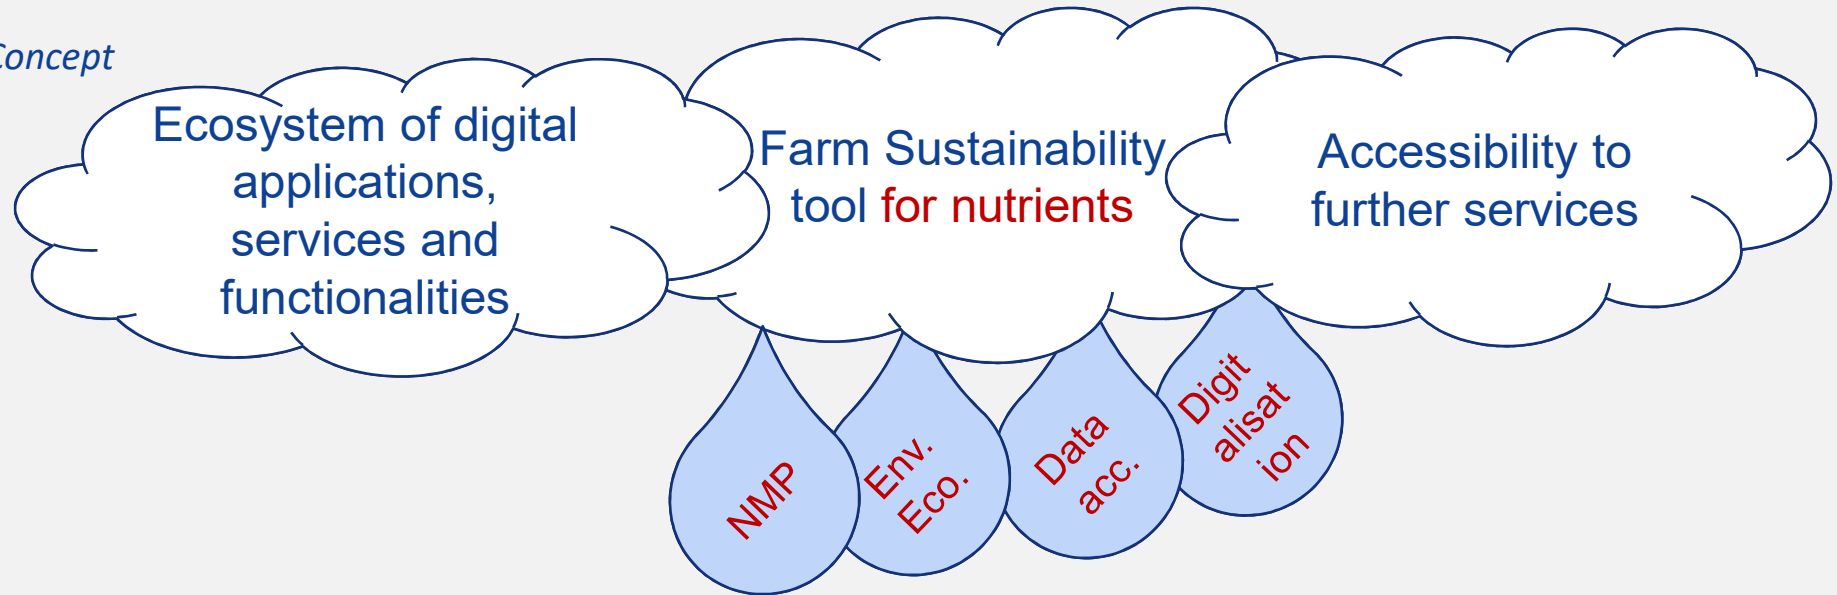 Concept
Ecosystem of digital
applications,
services and
functionalities
Farm Sustainability
tool for nutrients
Accessibility to
further services
NMP
Env.
Eco.
Data
acc.
Digit
alisat
ion